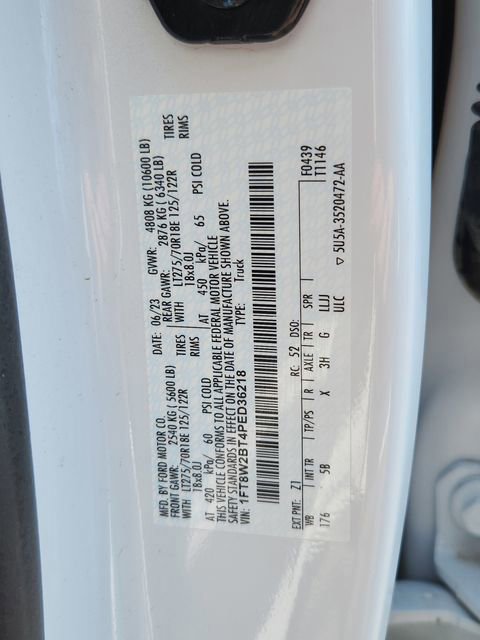 MFD. BY FORD MOTOR CO.
DATE: 06/23 GVWR: 4808 KG (10600 LB)
FRONT GAWR: 2540 KG ( 5600 LB) REAR GAWR: 2876 KG ( 6340 LB)
WITH LT275/70R18E 125/122R TIRES WITH LT275/70R18E 125/122R TIRES
18x8.0J RIMS 18x8.0J RIMS
AT 420 kPa/ 60 PSI COLD AT 450 kPa/ 65 PSI COLD
THIS VEHICLE CONFORMS TO ALL APPLICABLE FEDERAL MOTOR VEHICLE
SAFETY STANDARDS IN EFFECT ON THE DATE OF MANUFACTURE SHOWN ABOVE.
VIN: 1FT8W2BT4PED36218 TYPE: Truck
F0439
T1146
EXT PNT: Z1 RC: 52 DSO:
WB INT TR TP/PS R AXLE TR SPR
176 5B X 3H G LLJJ
ULC
▽ 5U5A-3520472-AA